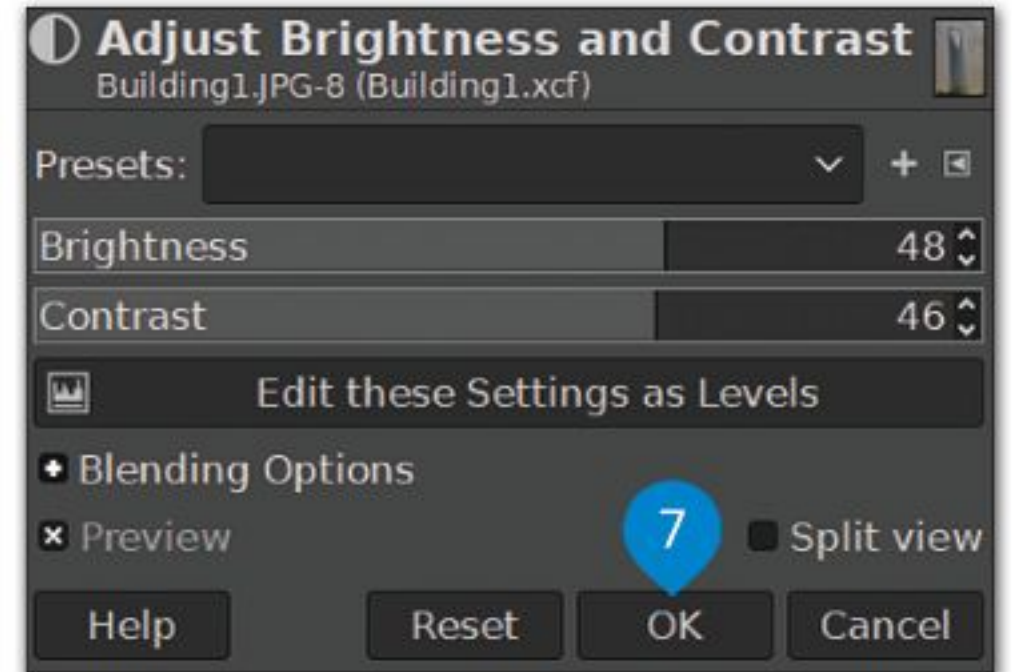 Adjust Brightness and Contrast
Building1.JPG-8 (Building1.xcf)
Presets:
Brightness 48
Contrast 46
Edit these Settings as Levels
Blending Options
Preview 7 Split view
Help Reset OK Cancel